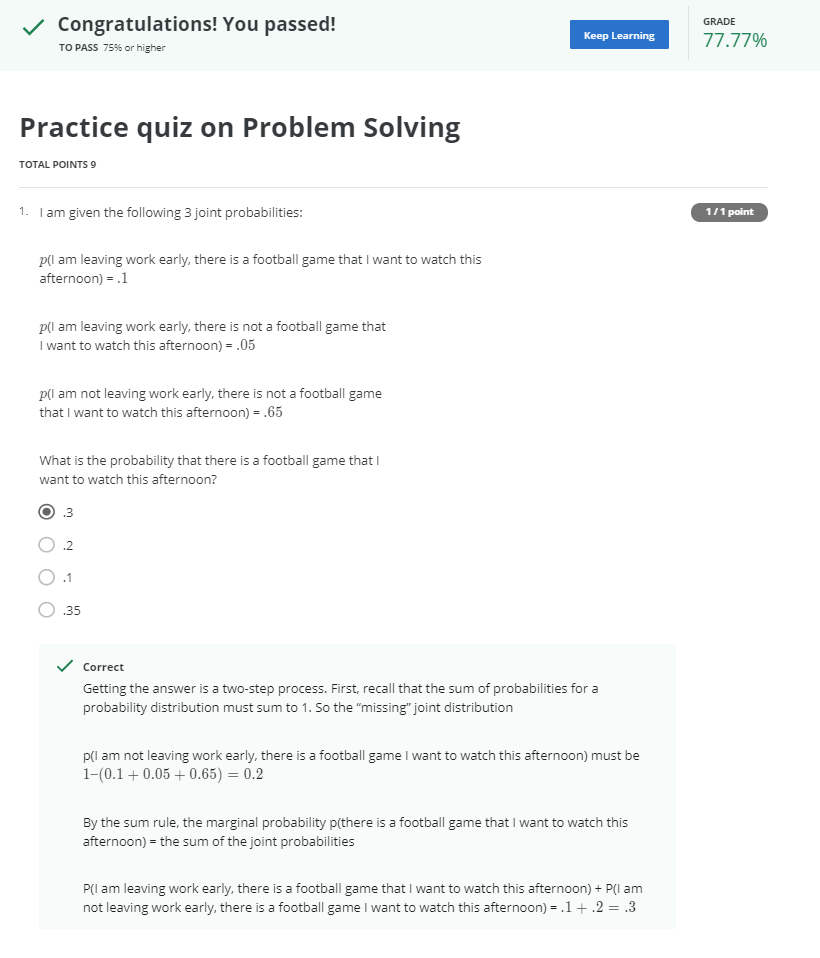 Congratulations! You passed!
TO PASS 75% or higher
Keep Learning
GRADE
77.77%
Practice quiz on Problem Solving
TOTAL POINTS 9
1. I am given the following 3 joint probabilities:
1 / 1 point
p(I am leaving work early, there is a football game that I want to watch this
afternoon) = .1
p(I am leaving work early, there is not a football game that
I want to watch this afternoon) = .05
p(I am not leaving work early, there is not a football game
that I want to watch this afternoon) = .65
What is the probability that there is a football game that I
want to watch this afternoon?
.3
.2
.1
.35
Correct
Getting the answer is a two-step process. First, recall that the sum of probabilities for a
probability distribution must sum to 1. So the “missing” joint distribution
p(I am not leaving work early, there is a football game I want to watch this afternoon) must be
1–(0.1 + 0.05 + 0.65) = 0.2
By the sum rule, the marginal probability p(there is a football game that I want to watch this
afternoon) = the sum of the joint probabilities
P(I am leaving work early, there is a football game that I want to watch this afternoon) + P(I am
not leaving work early, there is a football game I want to watch this afternoon) = .1 + .2 = .3